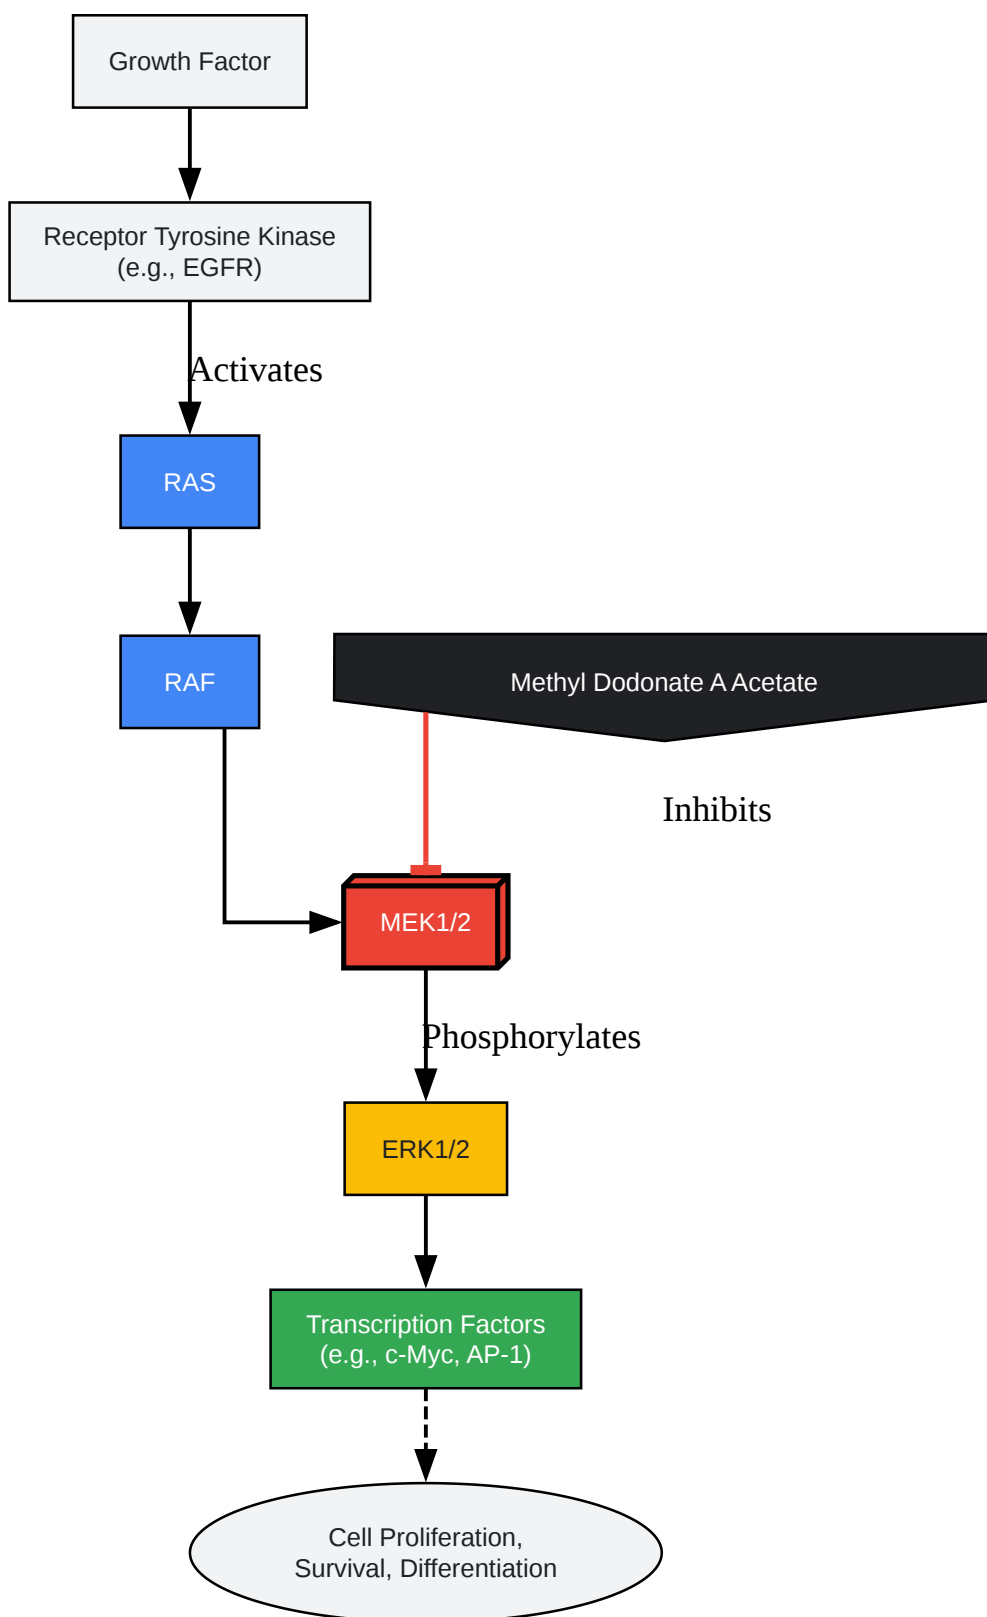 Growth Factor
Receptor Tyrosine Kinase
(e.g., EGFR)
Activates
RAS
RAF
Methyl Dodonate A Acetate
Inhibits
MEK1/2
Phosphorylates
ERK1/2
Transcription Factors
(e.g., c-Myc, AP-1)
Cell Proliferation,
Survival, Differentiation